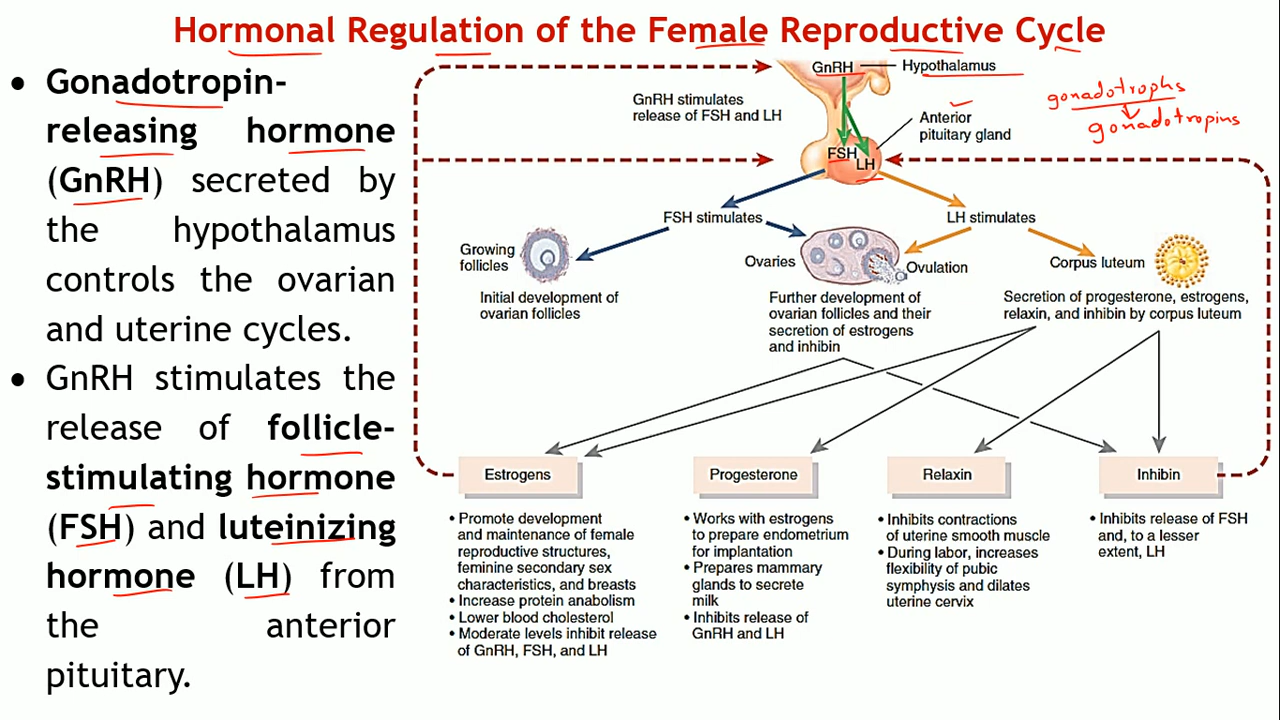 Hormonal Regulation of the Female Reproductive Cycle
• Gonadotropin-
releasing hormone
(GnRH) secreted by
the hypothalamus
controls the ovarian
and uterine cycles.
• GnRH stimulates the
release of follicle-
stimulating hormone
(FSH) and luteinizing
hormone (LH) from
the anterior
pituitary.
GnRH
Hypothalamus
GnRH stimulates
release of FSH and LH
Anterior
pituitary gland
gonadotrophs
gonadotropins
FSH
LH
FSH stimulates
LH stimulates
Growing
follicles
Ovaries
Ovulation
Corpus luteum
Initial development of
ovarian follicles
Further development of
ovarian follicles and their
secretion of estrogens
and inhibin
Secretion of progesterone, estrogens,
relaxin, and inhibin by corpus luteum
Estrogens
• Promote development
and maintenance of female
reproductive structures,
feminine secondary sex
characteristics, and breasts
• Increase protein anabolism
• Lower blood cholesterol
• Moderate levels inhibit release
of GnRH, FSH, and LH
Progesterone
• Works with estrogens
to prepare endometrium
for implantation
• Prepares mammary
glands to secrete
milk
• Inhibits release of
GnRH and LH
Relaxin
• Inhibits contractions
of uterine smooth muscle
• During labor, increases
flexibility of pubic
symphysis and dilates
uterine cervix
Inhibin
• Inhibits release of FSH
and, to a lesser
extent, LH